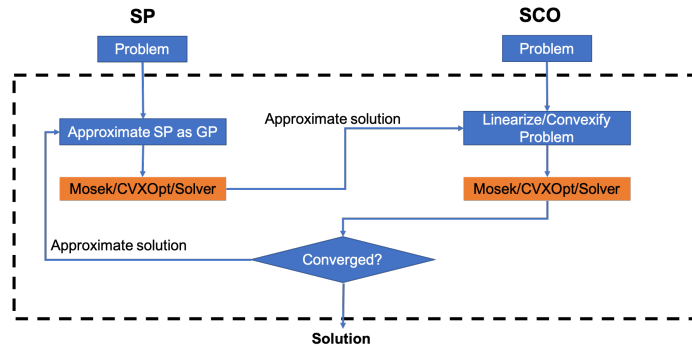 SP
SCO
Problem
Problem
Approximate SP as GP
Approximate solution
Linearize/Convexify
Problem
Mosek/CVXOpt/Solver
Mosek/CVXOpt/Solver
Approximate solution
Converged?
Solution